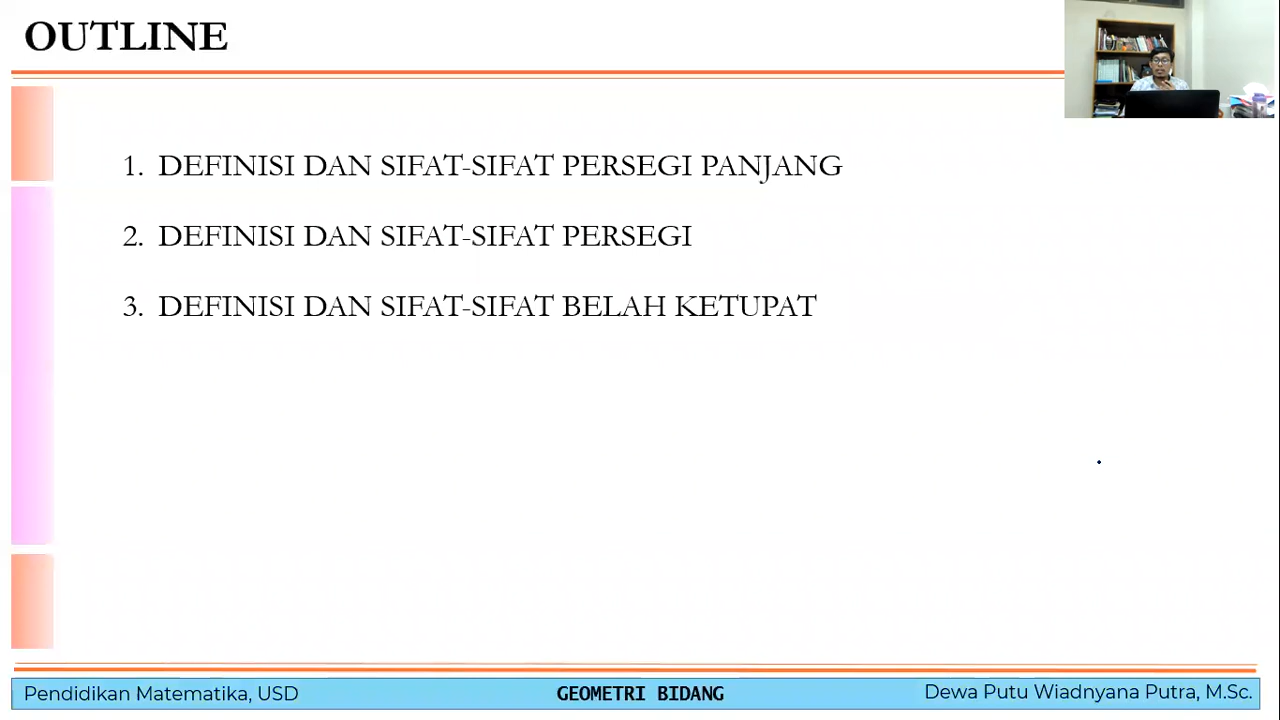 OUTLINE
1. DEFINISI DAN SIFAT-SIFAT PERSEGI PANJANG
2. DEFINISI DAN SIFAT-SIFAT PERSEGI
3. DEFINISI DAN SIFAT-SIFAT BELAH KETUPAT
Pendidikan Matematika, USD
GEOMETRI BIDANG
Dewa Putu Wiadnyana Putra, M.Sc.